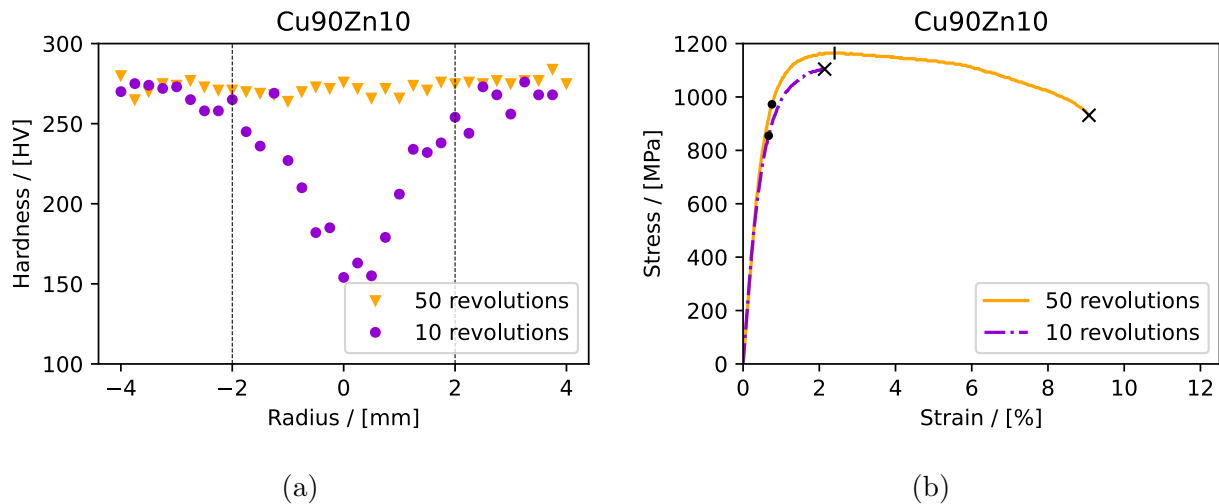 Cu90Zn10
300
250
200
150
100
Hardness / [HV]
50 revolutions
10 revolutions
−4
−2
0
2
4
Radius / [mm]
(a)
Cu90Zn10
1200
1000
800
600
400
200
0
Stress / [MPa]
50 revolutions
10 revolutions
0
2
4
6
8
10
12
Strain / [%]
(b)